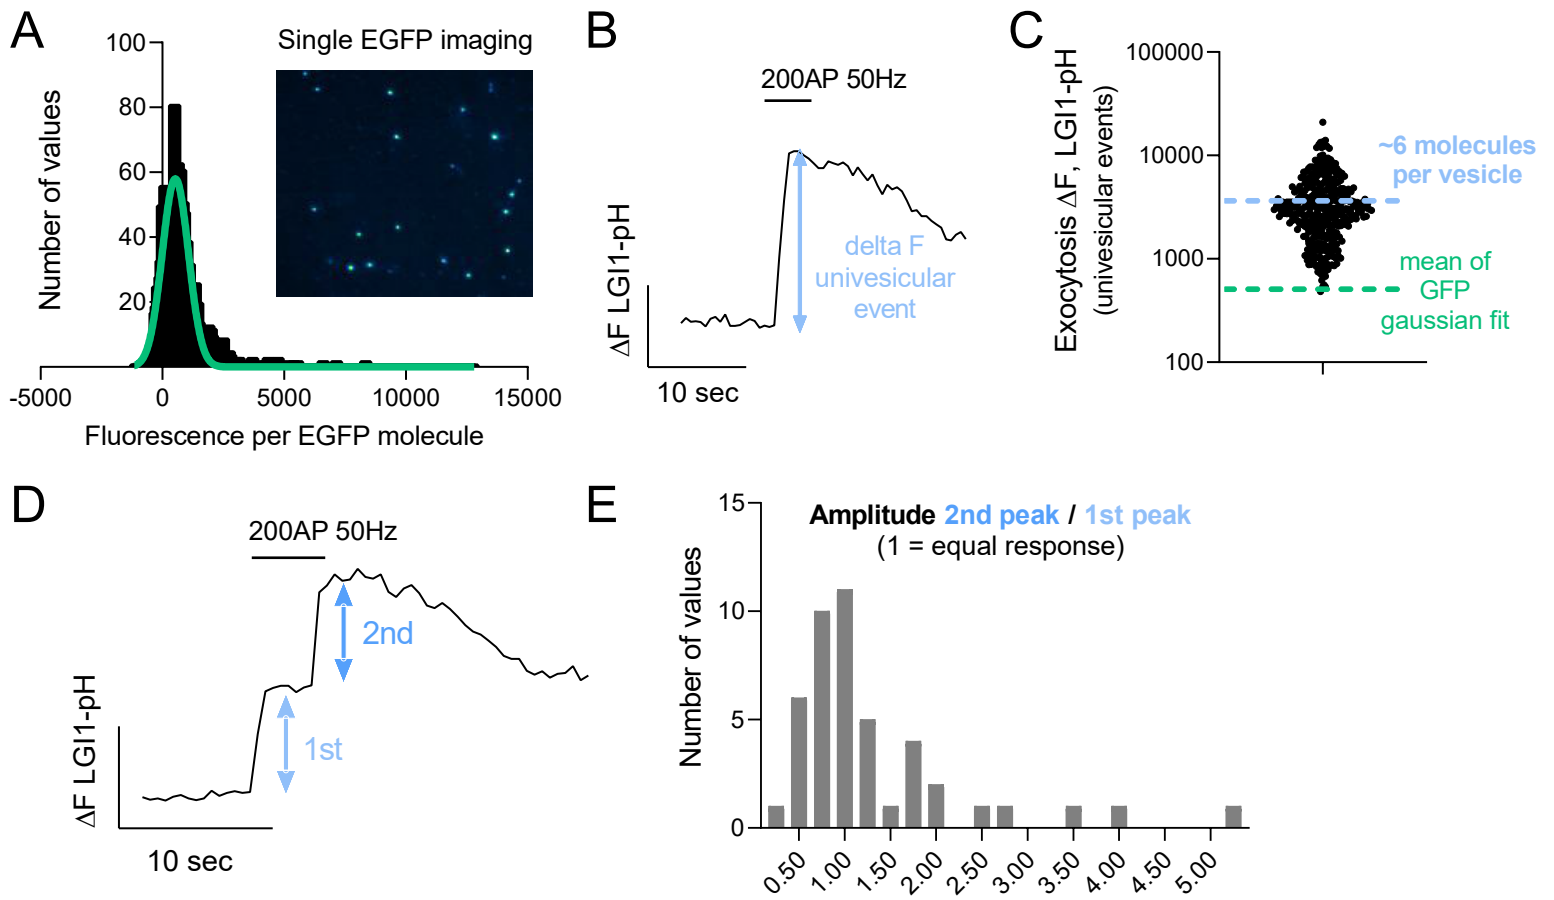 A
Number of values
100
80
60
40
20
Single EGFP imaging
-5000
0
5000
10000
15000
Fluorescence per EGFP molecule
B
200AP 50Hz
ΔF LGI1-pH
delta F
univesicular
event
10 sec
C
Exocytosis ΔF, LGI1-pH
(univesicular events)
100000
10000
1000
100
~6 molecules
per vesicle
mean of
GFP
gaussian fit
D
200AP 50Hz
ΔF LGI1-pH
2nd
1st
10 sec
E
Number of values
15
10
5
0
Amplitude 2nd peak / 1st peak
(1 = equal response)
0.50
1.00
1.50
2.00
2.50
3.00
3.50
4.00
4.50
5.00